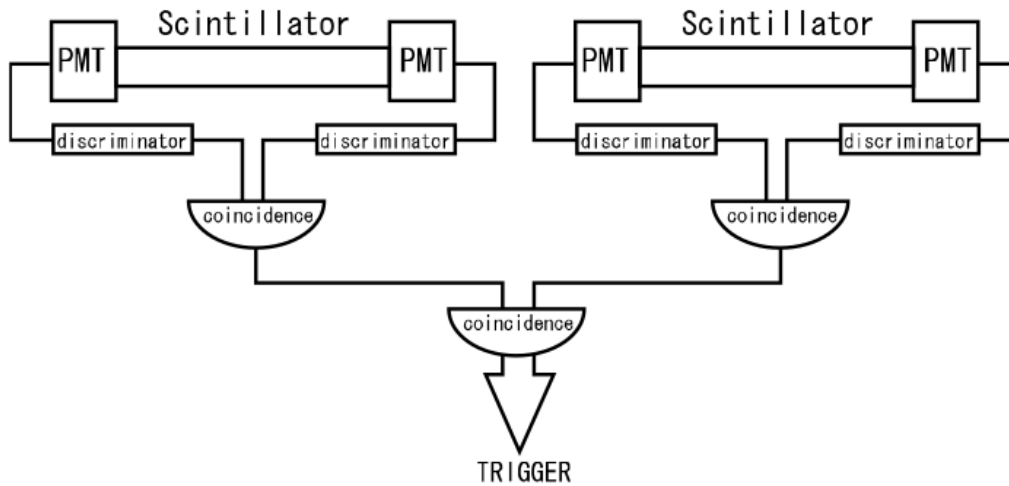 Scintillator Scintillator
PMT PMT PMT PMT
discriminator discriminator discriminator discriminator
coincidence coincidence
coincidence
TRIGGER